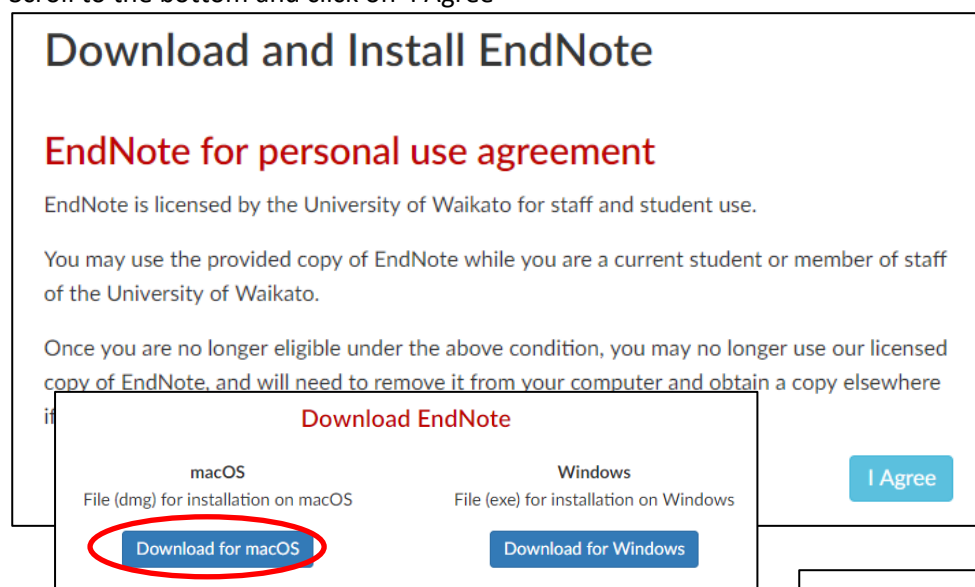 Scroll to the bottom and click on 'I Agree'
Download and Install EndNote
EndNote for personal use agreement
EndNote is licensed by the University of Waikato for staff and student use.
You may use the provided copy of EndNote while you are a current student or member of staff
of the University of Waikato.
Once you are no longer eligible under the above condition, you may no longer use our licensed
copy of EndNote, and will need to remove it from your computer and obtain a copy elsewhere
if
I Agree
Download EndNote
macOS
File (dmg) for installation on macOS
Download for macOS
Windows
File (exe) for installation on Windows
Download for Windows